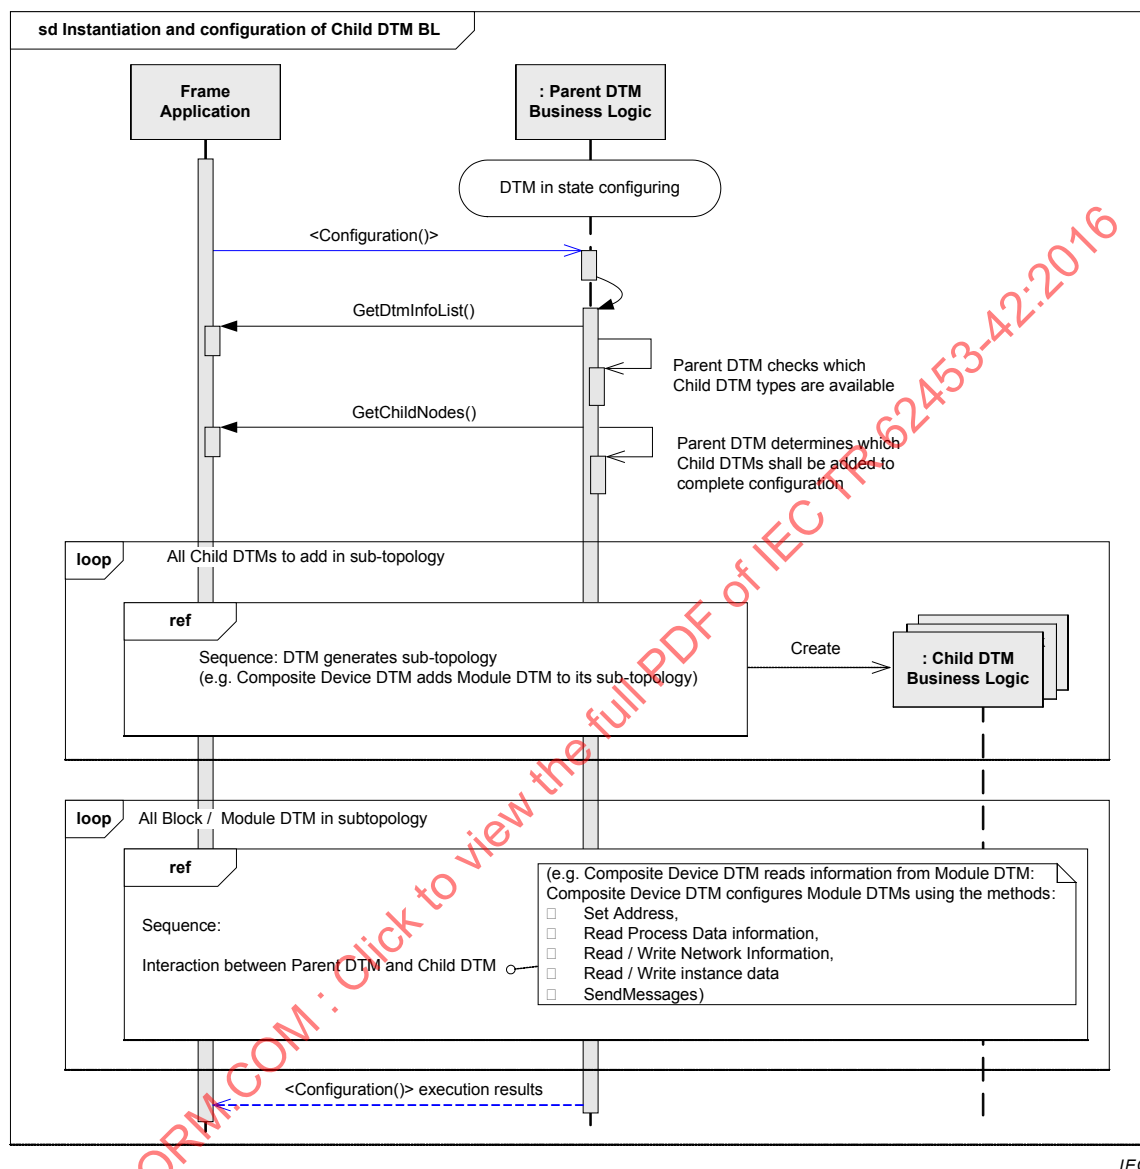 sd Instantiation and configuration of Child DTM BL
Frame
Application
: Parent DTM
Business Logic
DTM in state configuring
<Configuration()>
GetDtmInfoList()
Parent DTM checks which
Child DTM types are available
GetChildNodes()
Parent DTM determines which
Child DTMs shall be added to
complete configuration
loop
All Child DTMs to add in sub-topology
ref
Sequence: DTM generates sub-topology
(e.g. Composite Device DTM adds Module DTM to its sub-topology)
Create
: Child DTM
Business Logic
loop
All Block / Module DTM in subtopology
ref
(e.g. Composite Device DTM reads information from Module DTM:
Composite Device DTM configures Module DTMs using the methods:
Set Address,
Read Process Data information,
Read / Write Network Information,
Read / Write instance data
SendMessages)
Sequence:
Interaction between Parent DTM and Child DTM
<Configuration()> execution results
IEC
ORM.COM : Click to view the full PDF of IEC TR 62453-42:2016